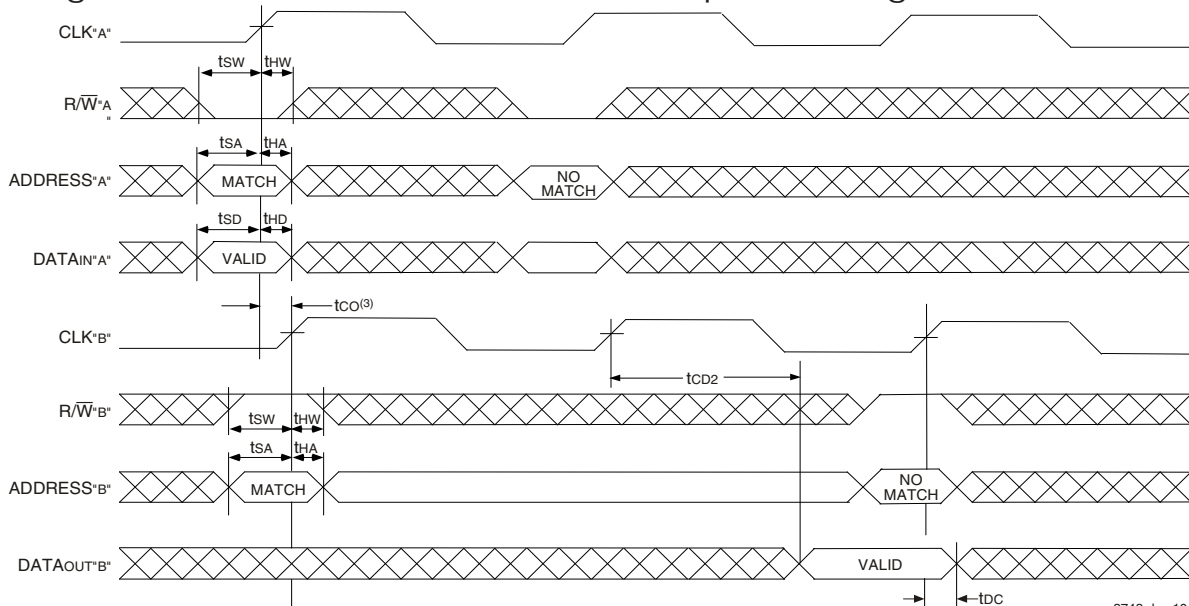 CLK"A"
tSW tHW
R/W"A
"
tSA tHA
ADDRESS"A" MATCH NO
MATCH
tSD tHD
DATAIN"A" VALID
tCO(3)
CLK"B"
tCD2
R/W"B"
tSW tHW
tSA tHA
ADDRESS"B" MATCH NO
MATCH
DATAOUT"B" VALID
tDC